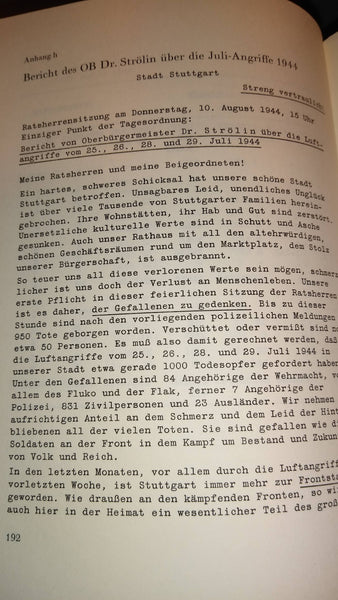 Anhang h
Bericht des OB Dr. Strölin über die Juli-Angriffe 1944
Stadt Stuttgart
Streng vertraulich
Ratsherrensitzung am Donnerstag, 10. August 1944, 15 Uhr
Einziger Punkt der Tagesordnung:
Bericht von Oberbürgermeister Dr. Strölin über die Luft-
angriffe vom 25., 26., 28. und 29. Juli 1944
Meine Ratsherren und meine Beigeordneten!
Ein hartes, schweres Schicksal hat unsere schöne Stadt
Stuttgart betroffen. Unsagbares Leid, unendliches Unglück
ist über viele Tausende von Stuttgarter Familien herein-
gebrochen. Ihre Wohnstätten, ihr Hab und Gut sind zerstört.
Unersetzliche kulturelle Werte sind in Schutt und Asche
gesunken. Auch unser Rathaus mit all den altehrwürdigen,
schönen Geschäftsräumen rund um den Marktplatz, dem Stolz
unserer Bürgerschaft, ist ausgebrannt.
So teuer uns all diese verlorenen Werte sein mögen, schmerz
licher ist uns doch der Verlust an Menschenleben. Unsere
erste Pflicht in dieser feierlichen Sitzung der Ratsherren
ist es daher, der Gefallenen zu gedenken. Bis zu dieser
Stunde sind nach den vorliegenden polizeilichen Meldungen
950 Tote geborgen worden. Verschüttet oder vermißt sind no
etwa 50 Personen. Es muß also damit gerechnet werden, daß
die Luftangriffe vom 25., 26., 28. und 29. Juli 1944 in
unserer Stadt etwa gerade 1000 Todesopfer gefordert haben
Unter den Gefallenen sind 84 Angehörige der Wehrmacht, vo
allem des Fluko und der Flak, ferner 7 Angehörige der
Polizei, 831 Zivilpersonen und 23 Ausländer. Wir nehmen
aufrichtigen Anteil an dem Schmerz und dem Leid der Hint
bliebenen all der vielen Toten. Sie sind gefallen wie d
Soldaten an der Front in dem Kampf um Bestand und Zukun
von Volk und Reich.
In den letzten Monaten, vor allem durch die Luftangriff
vorletzten Woche, ist Stuttgart immer mehr zur Frontsta
geworden. Wie draußen an den kämpfenden Fronten, so wi
auch hier in der Heimat ein wesentlicher Teil des groß
192